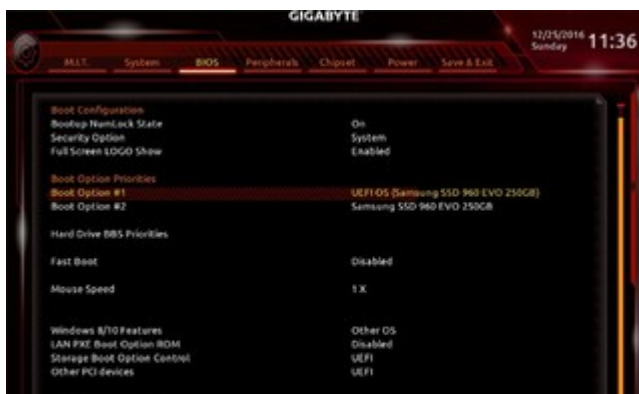 GIGABYTE
12/25/2016 Sunday 11:36
M.I.T. System BIOS Peripherals Chipset Power Save & Exit
Boot Configuration
Bootup NumLock State On
Security Option System
Full Screen LOGO Show Enabled
Boot Option Priorities
Boot Option #1 UEFI OS (Samsung SSD 960 EVO 250GB)
Boot Option #2 Samsung SSD 960 EVO 250GB
Hard Drive BBS Priorities
Fast Boot Disabled
Mouse Speed 1 X
Windows 8/10 Features Other OS
LAN PXE Boot Option ROM Disabled
Storage Boot Option Control UEFI
Other PCI devices UEFI